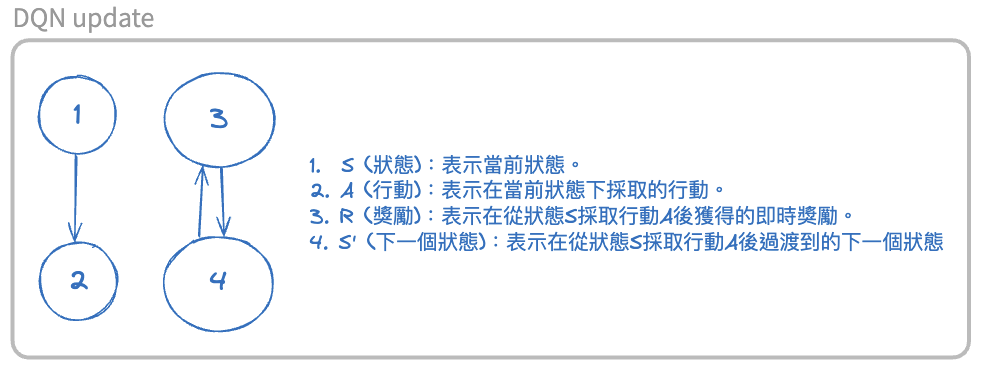 DQN update
1
3
2
4
1. S (狀態)：表示當前狀態。
2. A (行動)：表示在當前狀態下採取的行動。
3. R (獎勵)：表示在從狀態S採取行動A後獲得的即時獎勵。
4. S' (下一個狀態)：表示在從狀態S採取行動A後過渡到的下一個狀態